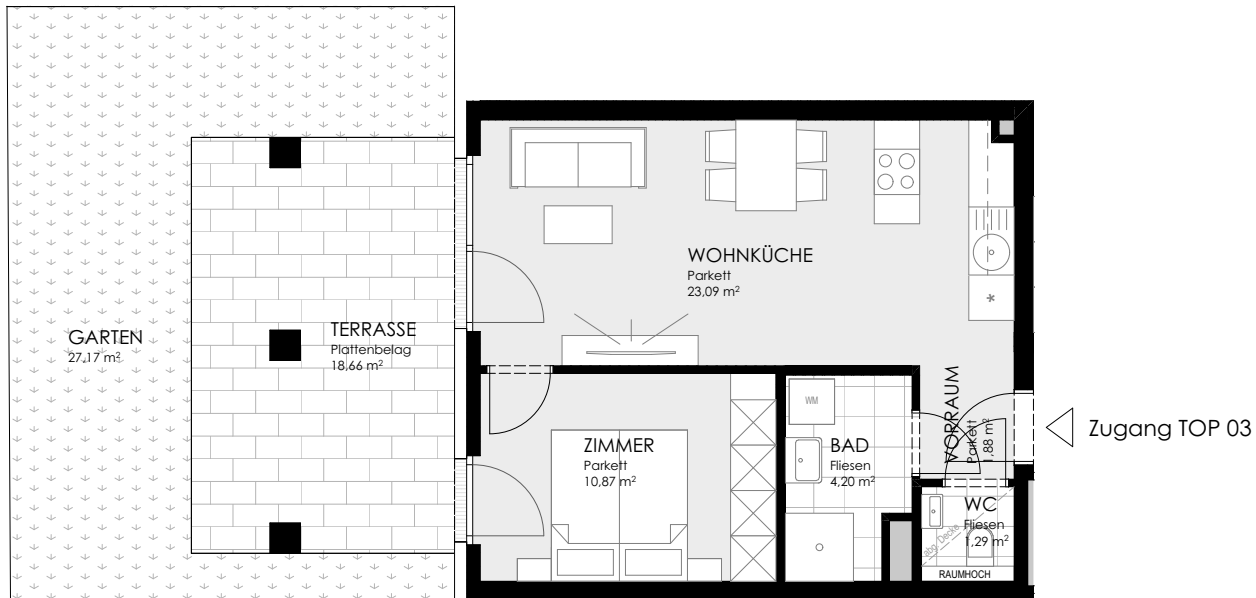 WOHNKÜCHE
Parkett
23,09 m²
GARTEN
27,17 m²
TERRASSE
Plattenbelag
18,66 m²
VORRAUM
Parkett
1,88 m²
Zugang TOP 03
WM
ZIMMER
Parkett
10,87 m²
BAD
Fliesen
4,20 m²
WC
Fliesen
1,29 m²
abg. Decke
RAUMHOCH